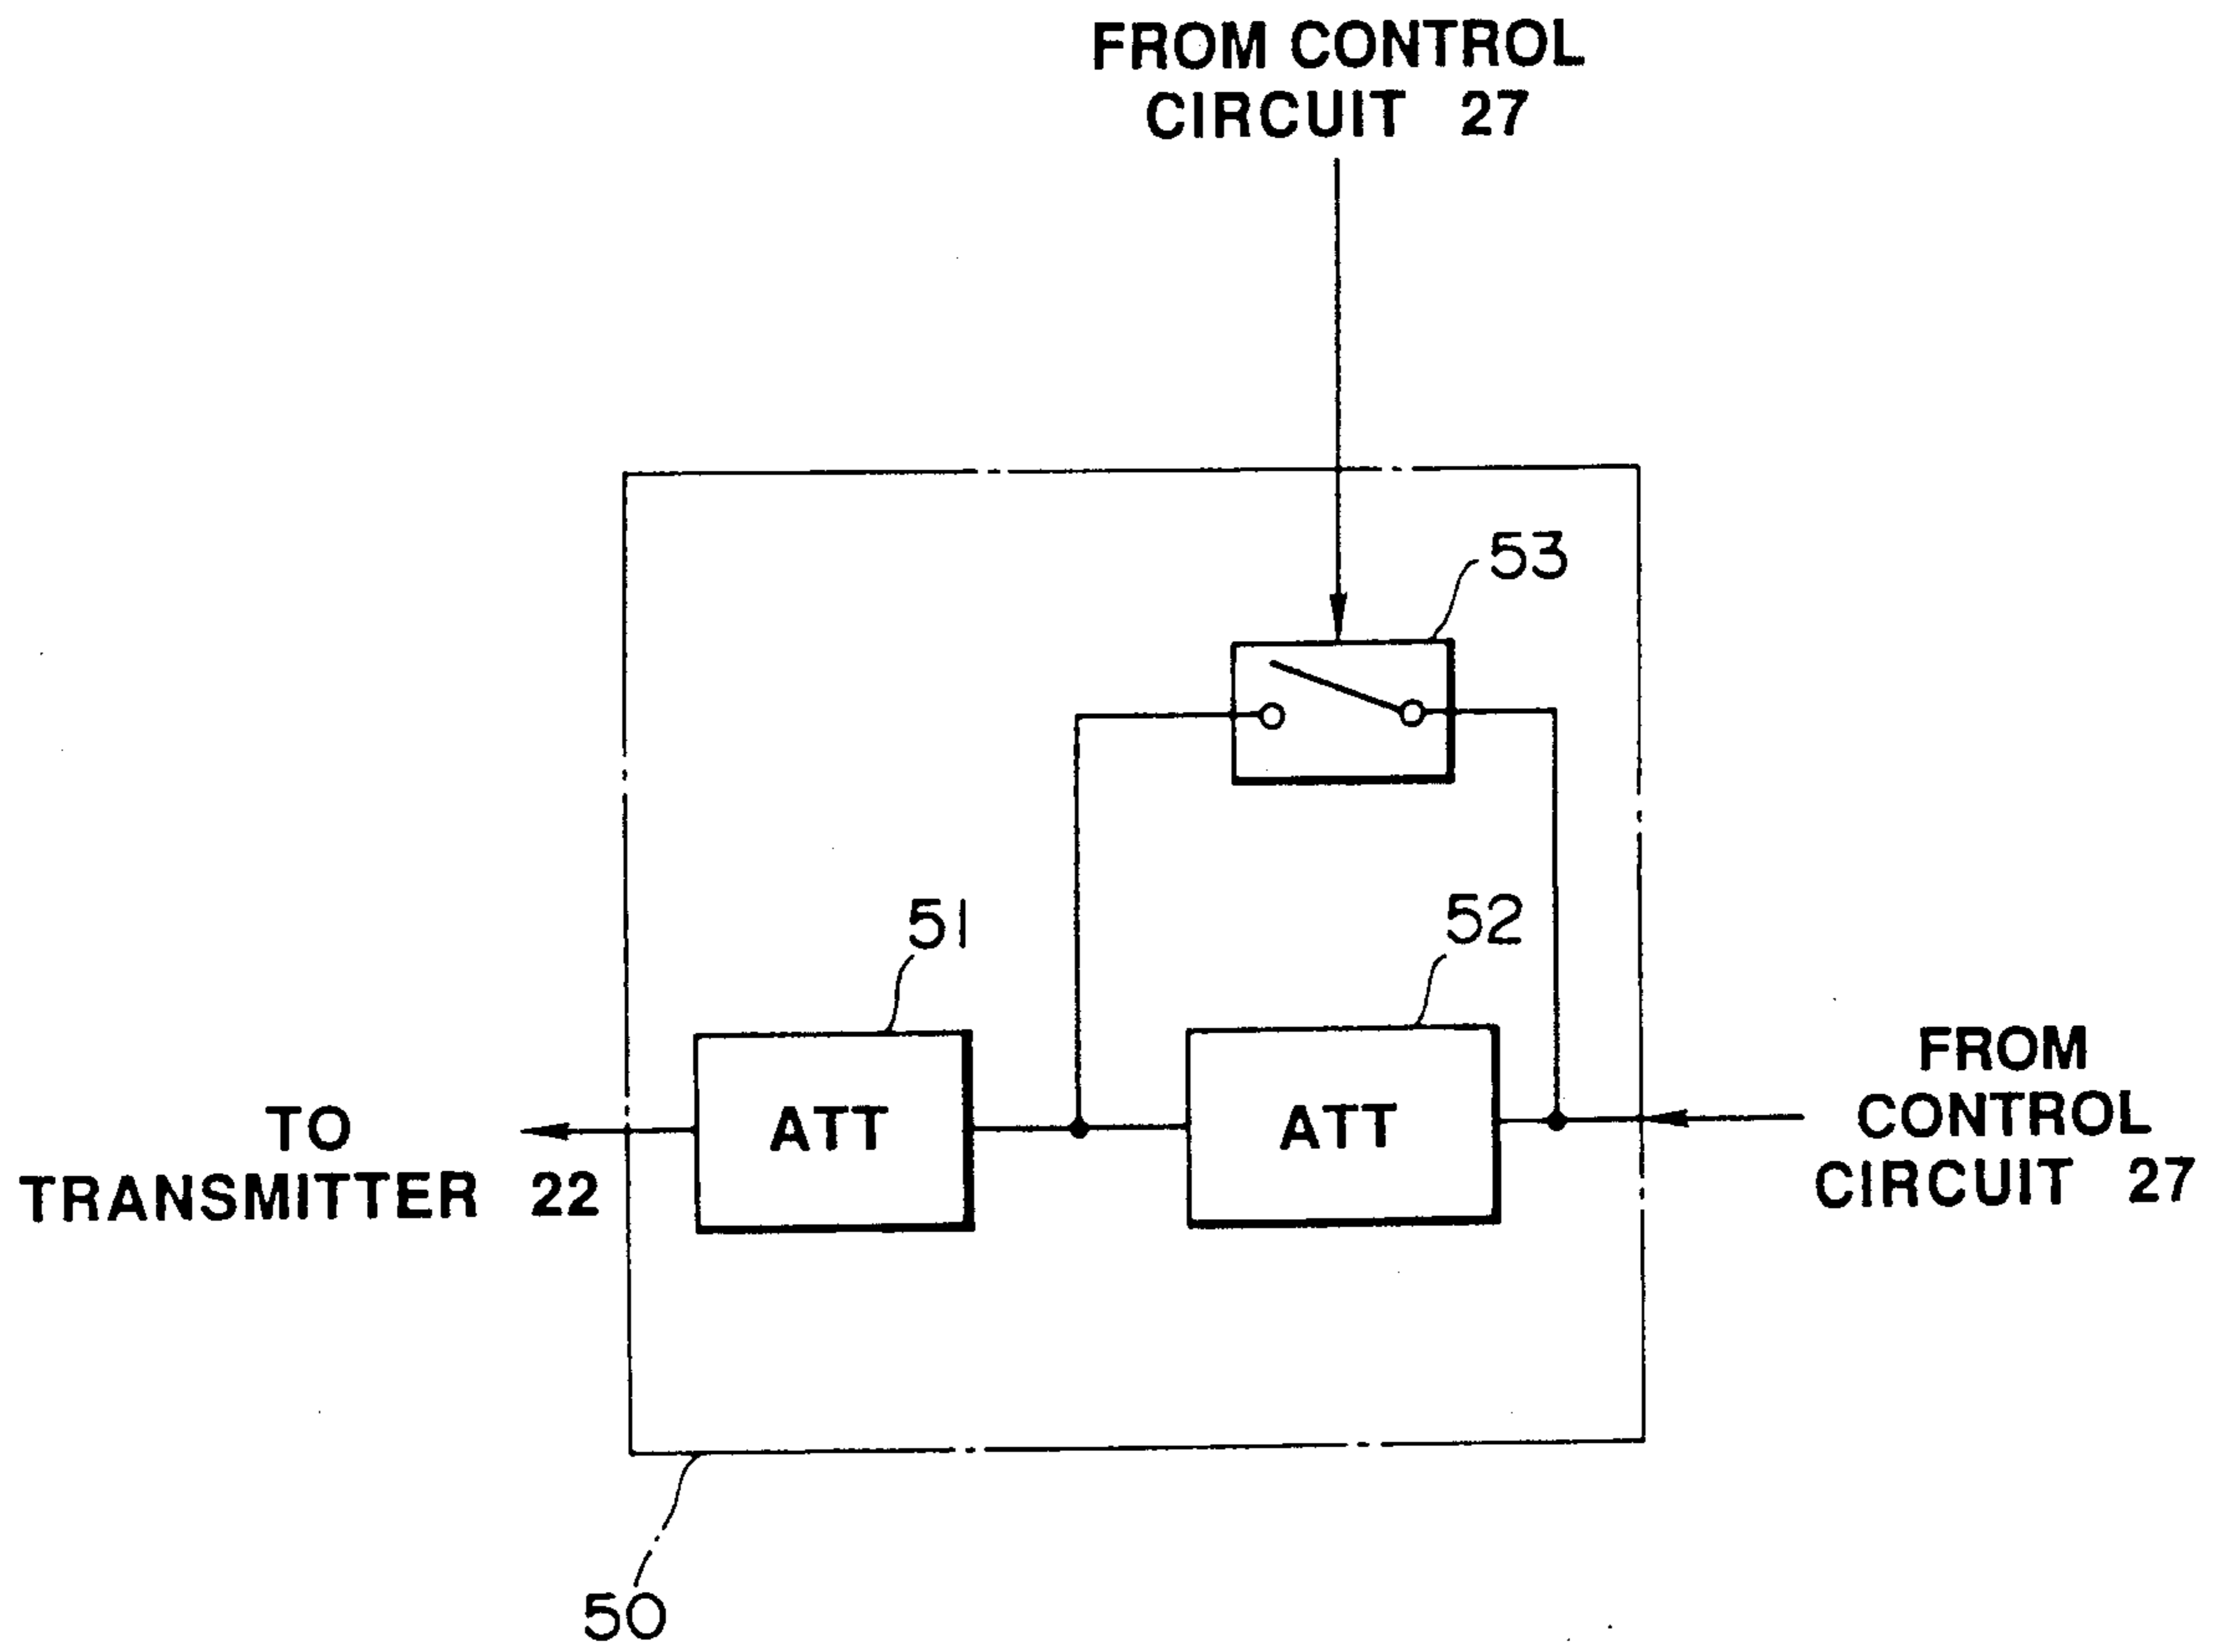 FROM CONTROL
CIRCUIT 27
53
51
52
ATT
ATT
TO
TRANSMITTER 22
FROM
CONTROL
CIRCUIT 27
50